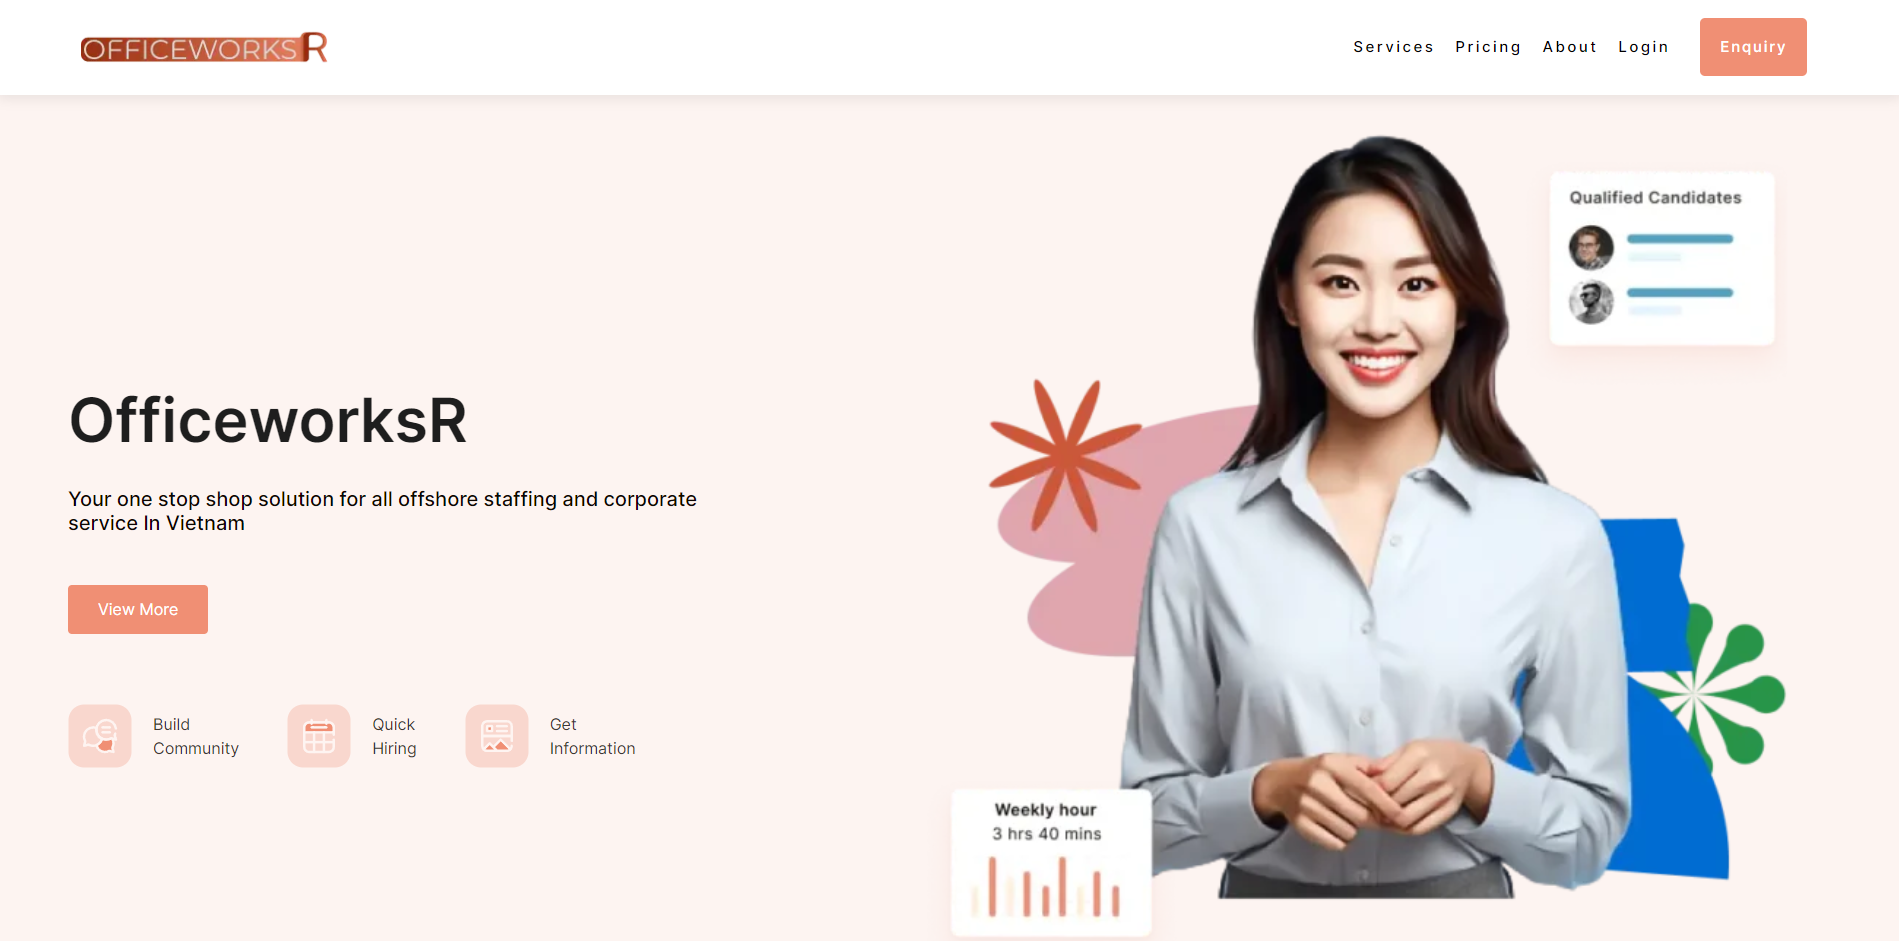 OFFICEWORKSR
Services Pricing About Login Enquiry
Qualified Candidates
OfficeworksR
Your one stop shop solution for all offshore staffing and corporate
service In Vietnam
View More
Build
Community
Quick
Hiring
Get
Information
Weekly hour
3 hrs 40 mins